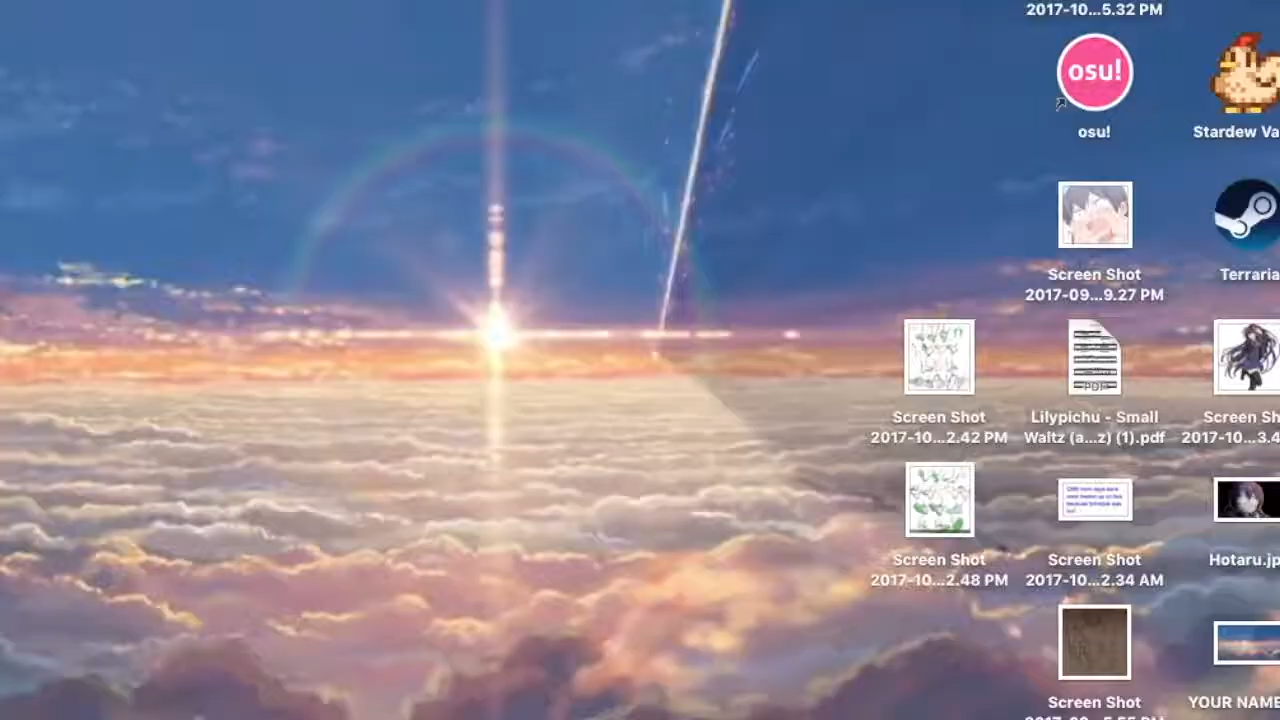 2017-10...5.32 PM
osu!
osu!
Stardew Va
Screen Shot
2017-09...9.27 PM
Terraria
Screen Shot
2017-10...2.42 PM
Lilypichu - Small
Waltz (a...z) (1).pdf
PDF
Screen Sh
2017-10...3.4
Screen Shot
2017-10...2.48 PM
Screen Shot
2017-10...2.34 AM
Hotaru.jp
Screen Shot
YOUR NAME